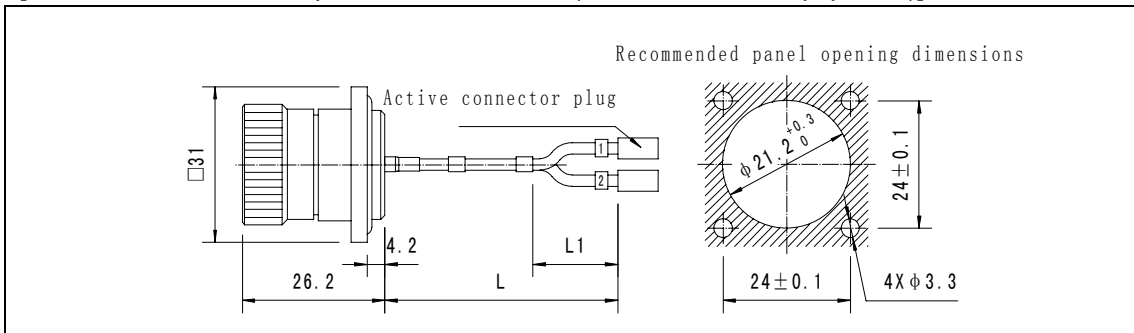 Recommended panel opening dimensions
Active connector plug
1
2
□31
4.2
26.2
L1
L
φ21.2 +0.3 0
24±0.1
24±0.1
4Xφ3.3